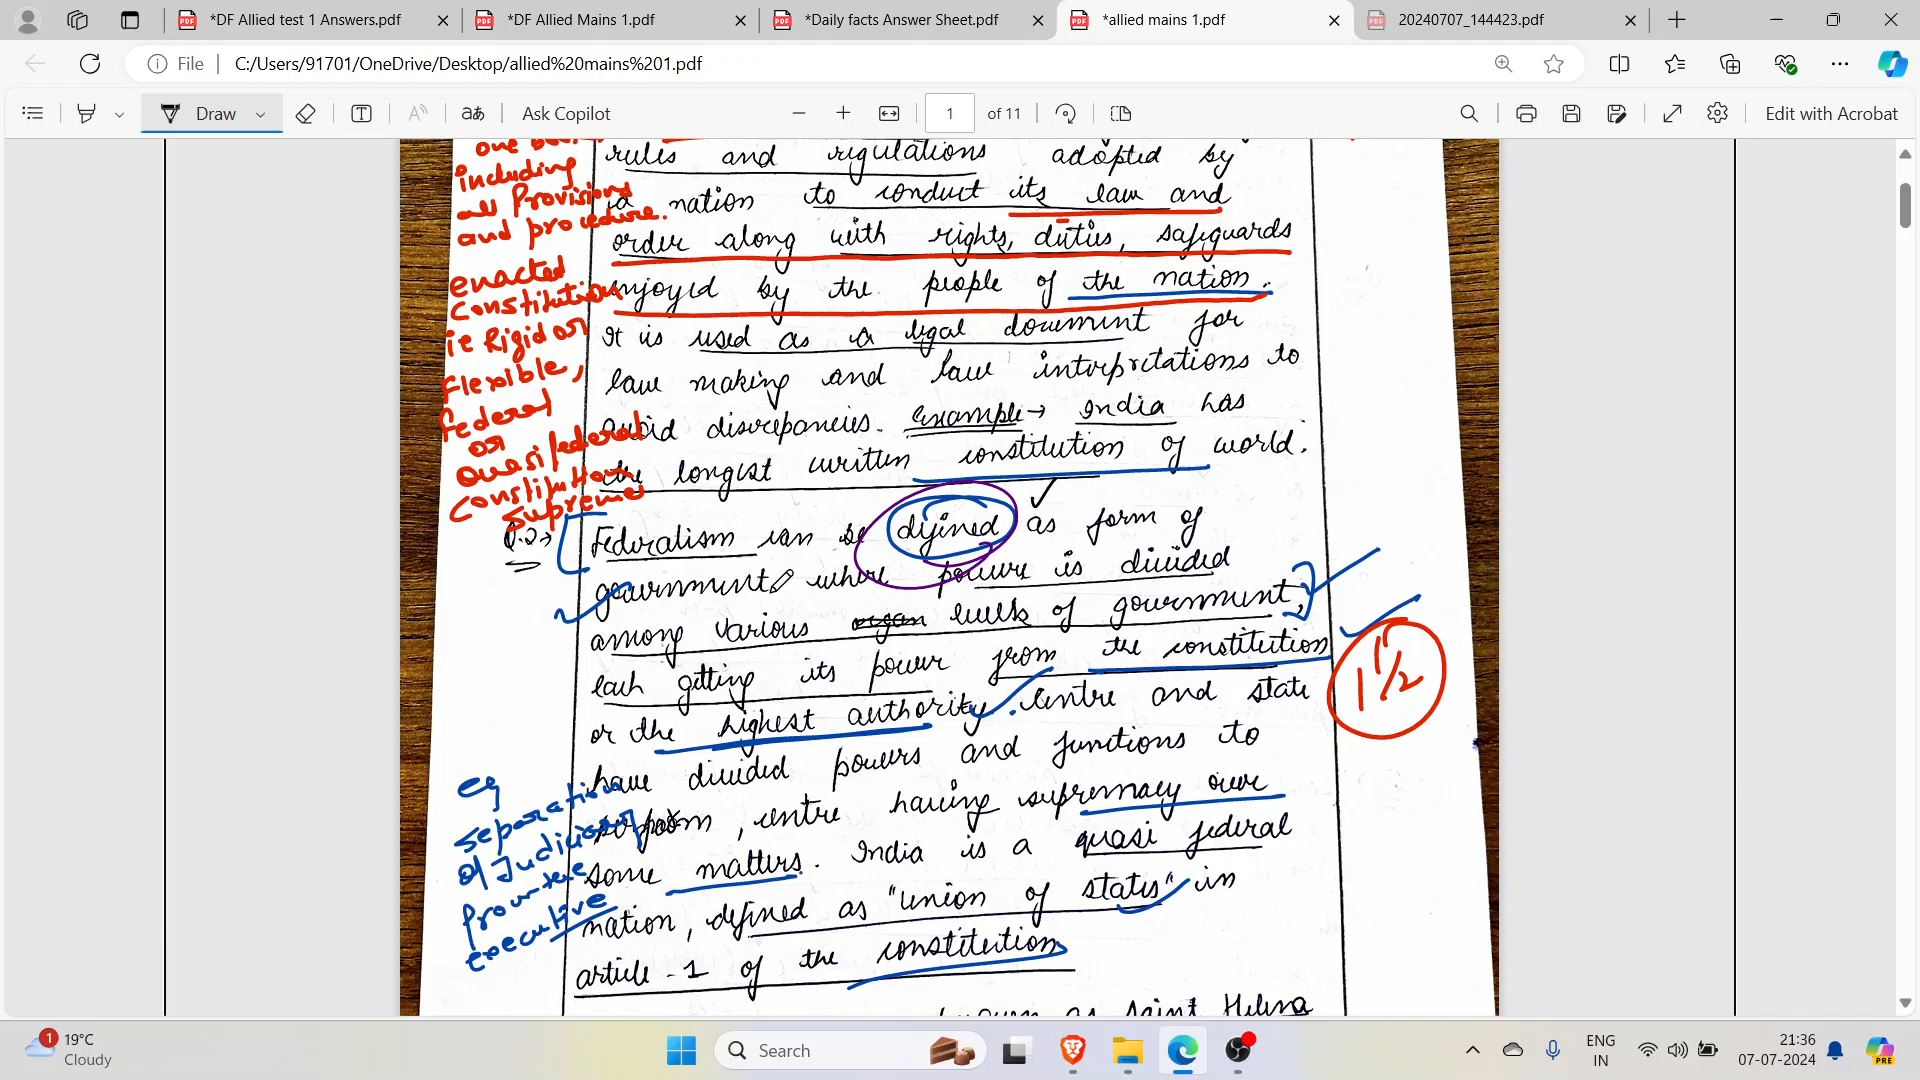 *DF Allied test 1 Answers.pdf
*DF Allied Mains 1.pdf
*Daily facts Answer Sheet.pdf
*allied mains 1.pdf
20240707_144423.pdf
File
C:/Users/91701/OneDrive/Desktop/allied%20mains%201.pdf
Draw
Ask Copilot
1
of 11
Edit with Acrobat
one
including
all Provisions
and procedure.
enacted
Constitution
ie Rigid or
Flexible,
federal
or
Quasi federal
Constitution
Supreme
rules and regulations adopted by
a nation to conduct its law and
order along with rights, duties, safeguards
enjoyed by the people of the nation.
It is used as a legal document for
law making and law interpretations to
avoid discrepancies. example→ India has
the longest written constitution of world.
Federalism can be defined as form of
government where power is divided
among various organ levels of government,
each getting its power from the constitution
or the highest authority. Centre and state
have divided powers and functions to
perform, centre having supremacy over
some matters. India is a quasi federal
nation, defined as "union of states" in
article-1 of the constitution
known as Saint Helena
1 1/2
eg
separation
of Judiciary
from the
executive
19°C
Cloudy
1
Search
ENG
IN
21:36
07-07-2024
PRE